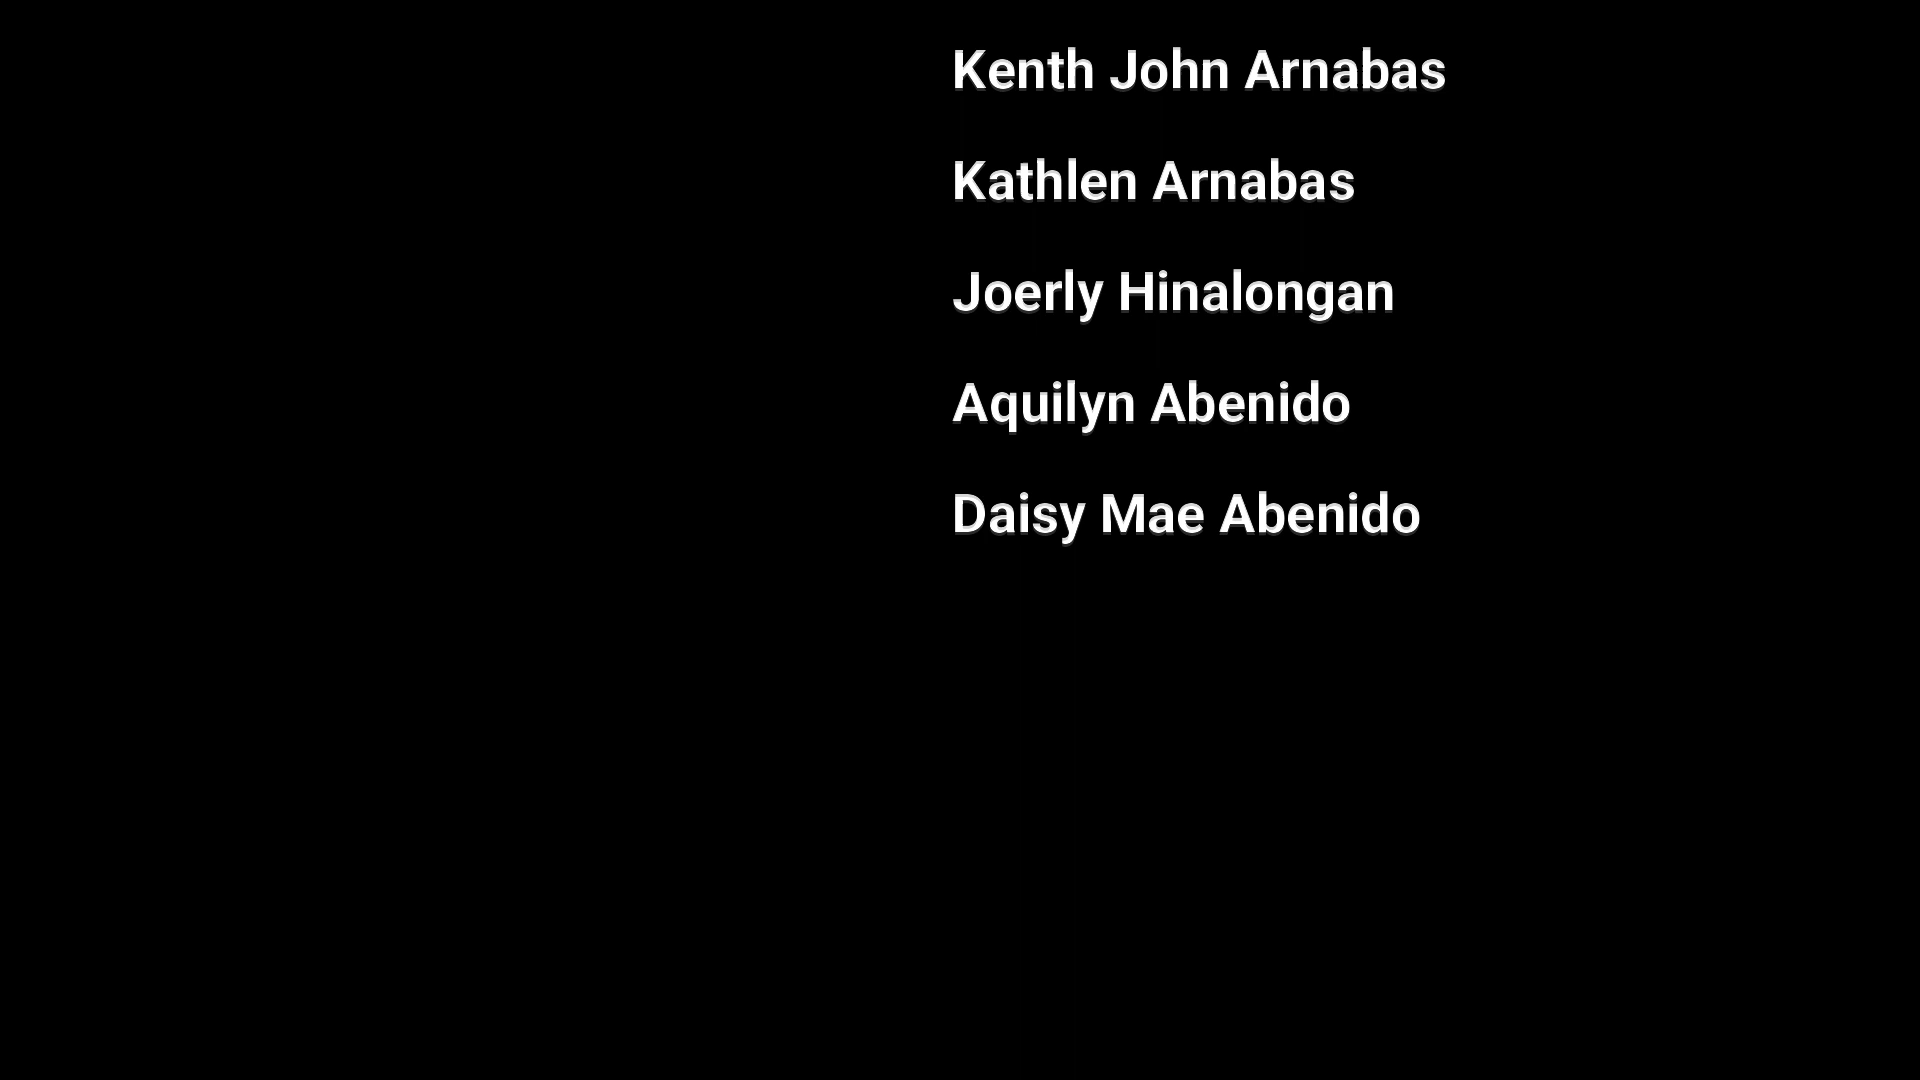 Kenth John Arnabas
Kathlen Arnabas
Joerly Hinalongan
Aquilyn Abenido
Daisy Mae Abenido